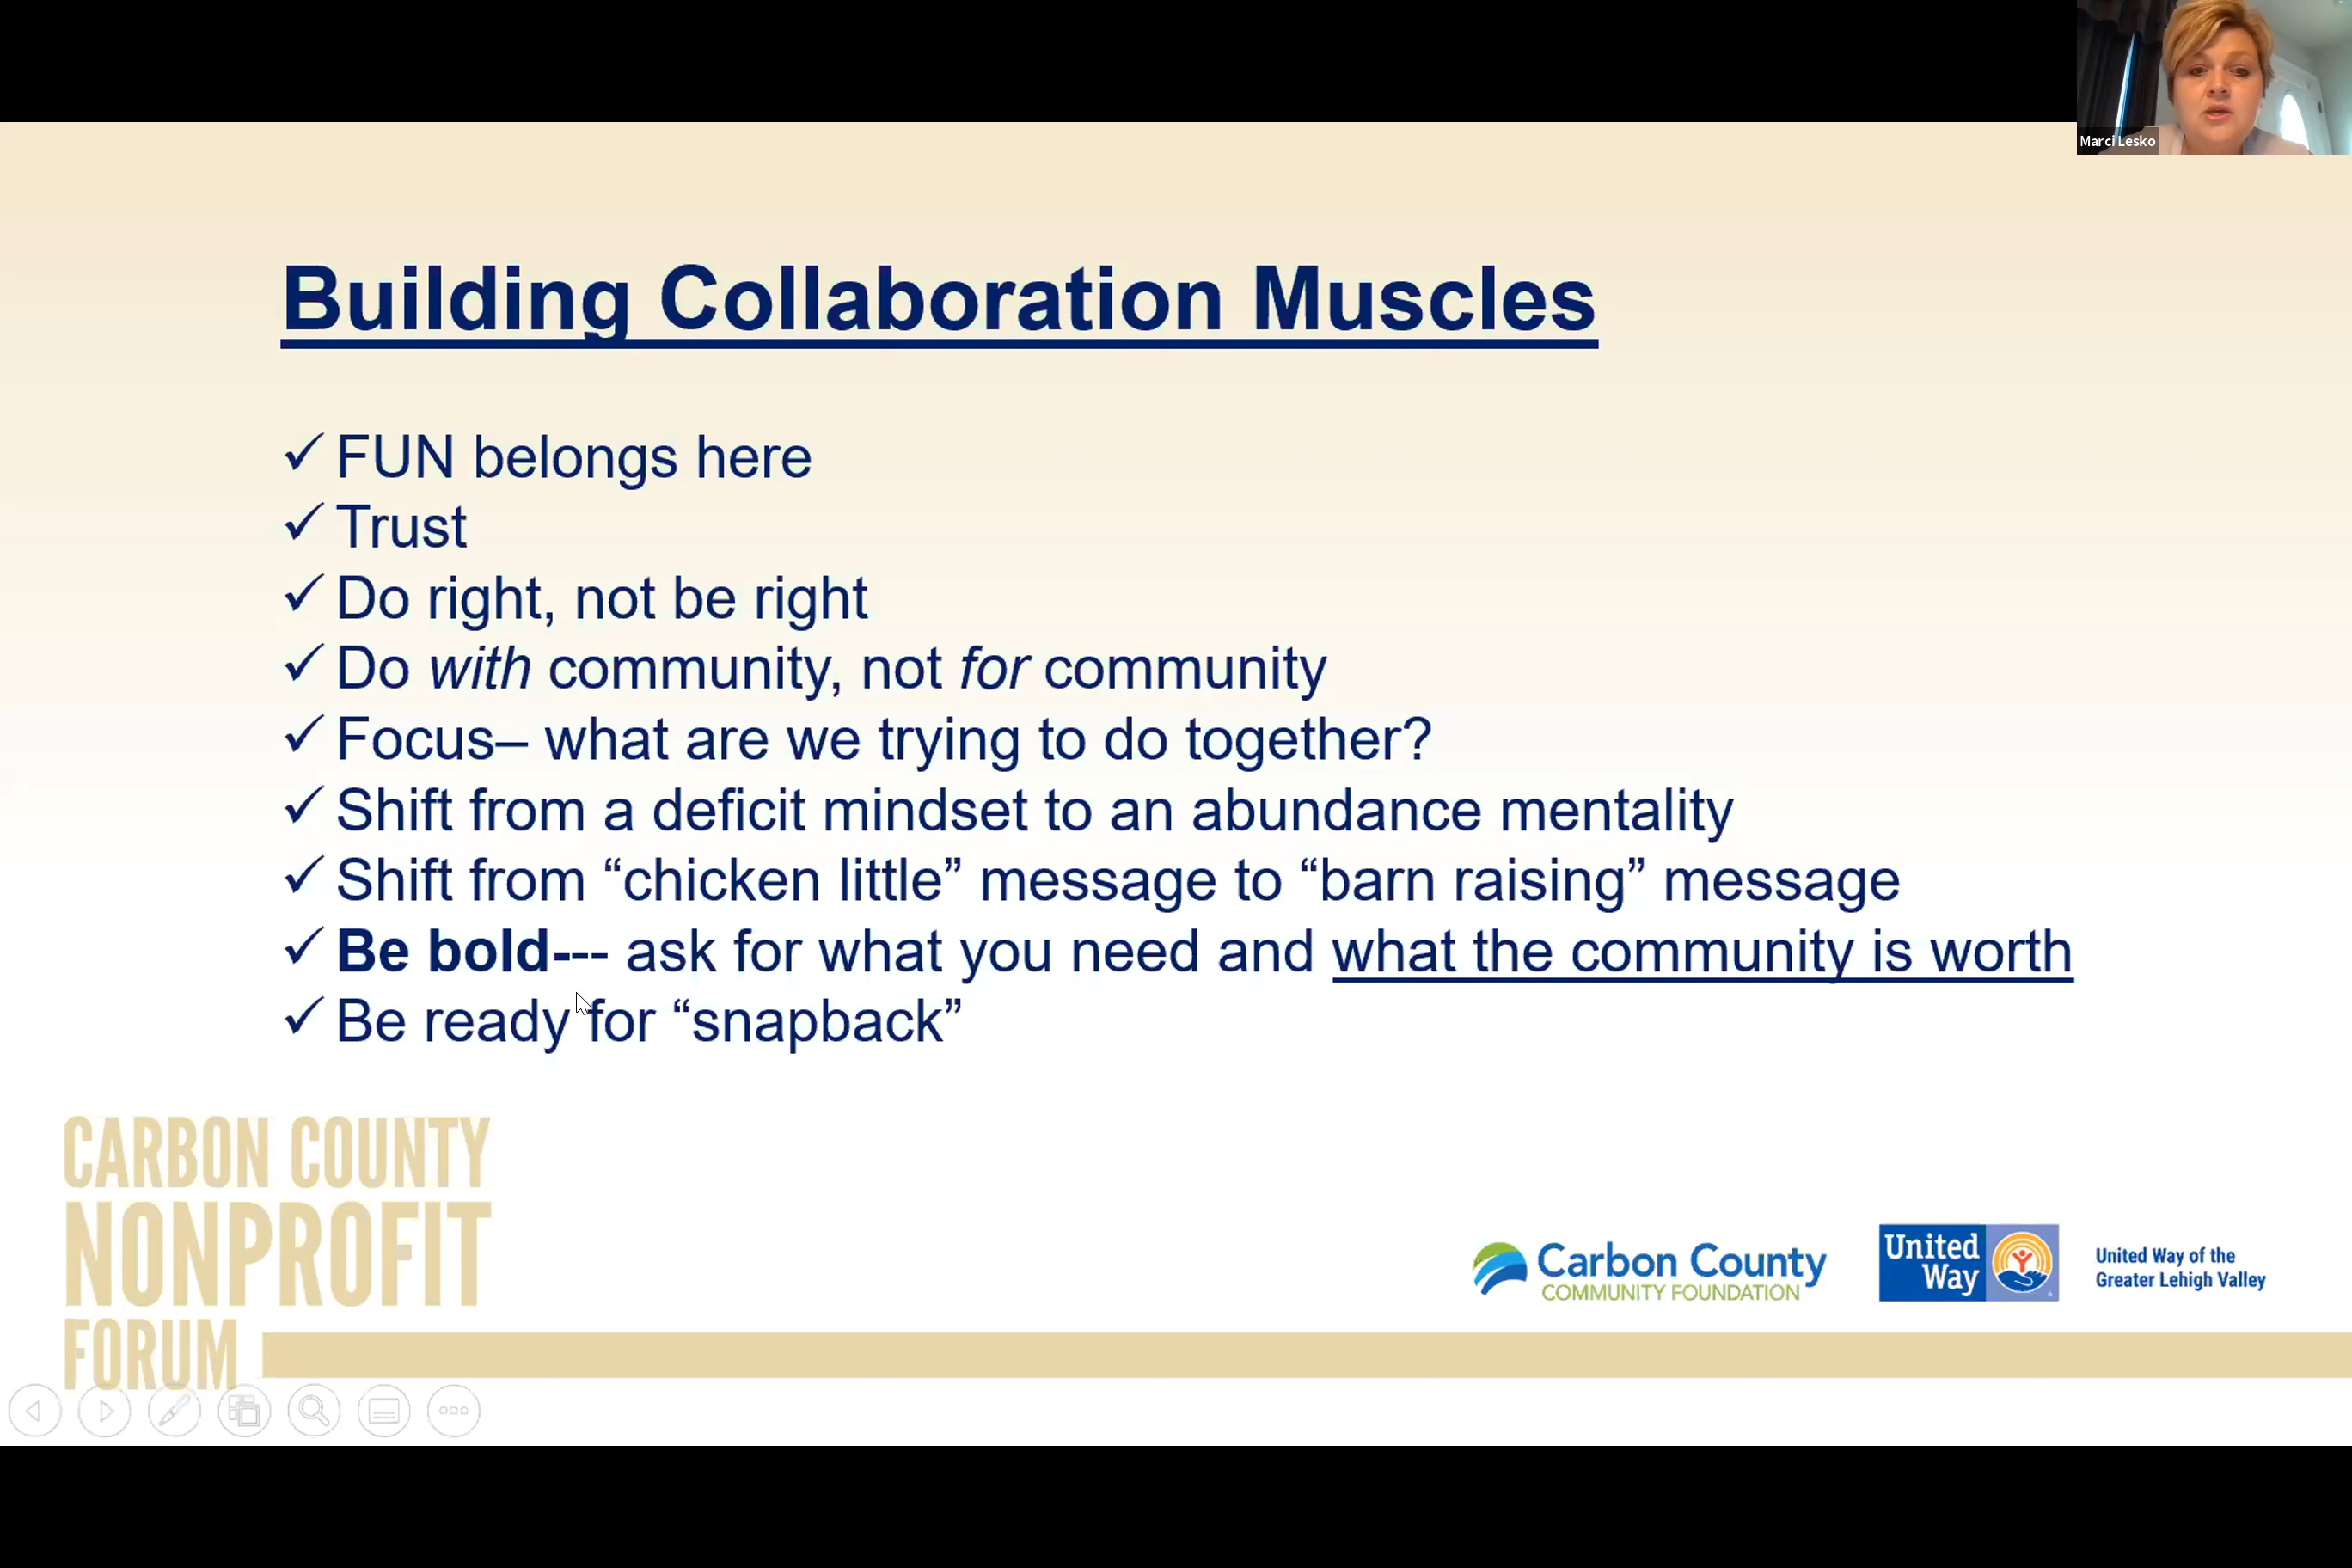 Marci Lesko
Building Collaboration Muscles
✓ FUN belongs here
✓ Trust
✓ Do right, not be right
✓ Do with community, not for community
✓ Focus– what are we trying to do together?
✓ Shift from a deficit mindset to an abundance mentality
✓ Shift from “chicken little” message to “barn raising” message
✓ Be bold--- ask for what you need and what the community is worth
✓ Be ready for “snapback”
CARBON COUNTY
NONPROFIT
FORUM
Carbon County
COMMUNITY FOUNDATION
United
Way
United Way of the
Greater Lehigh Valley